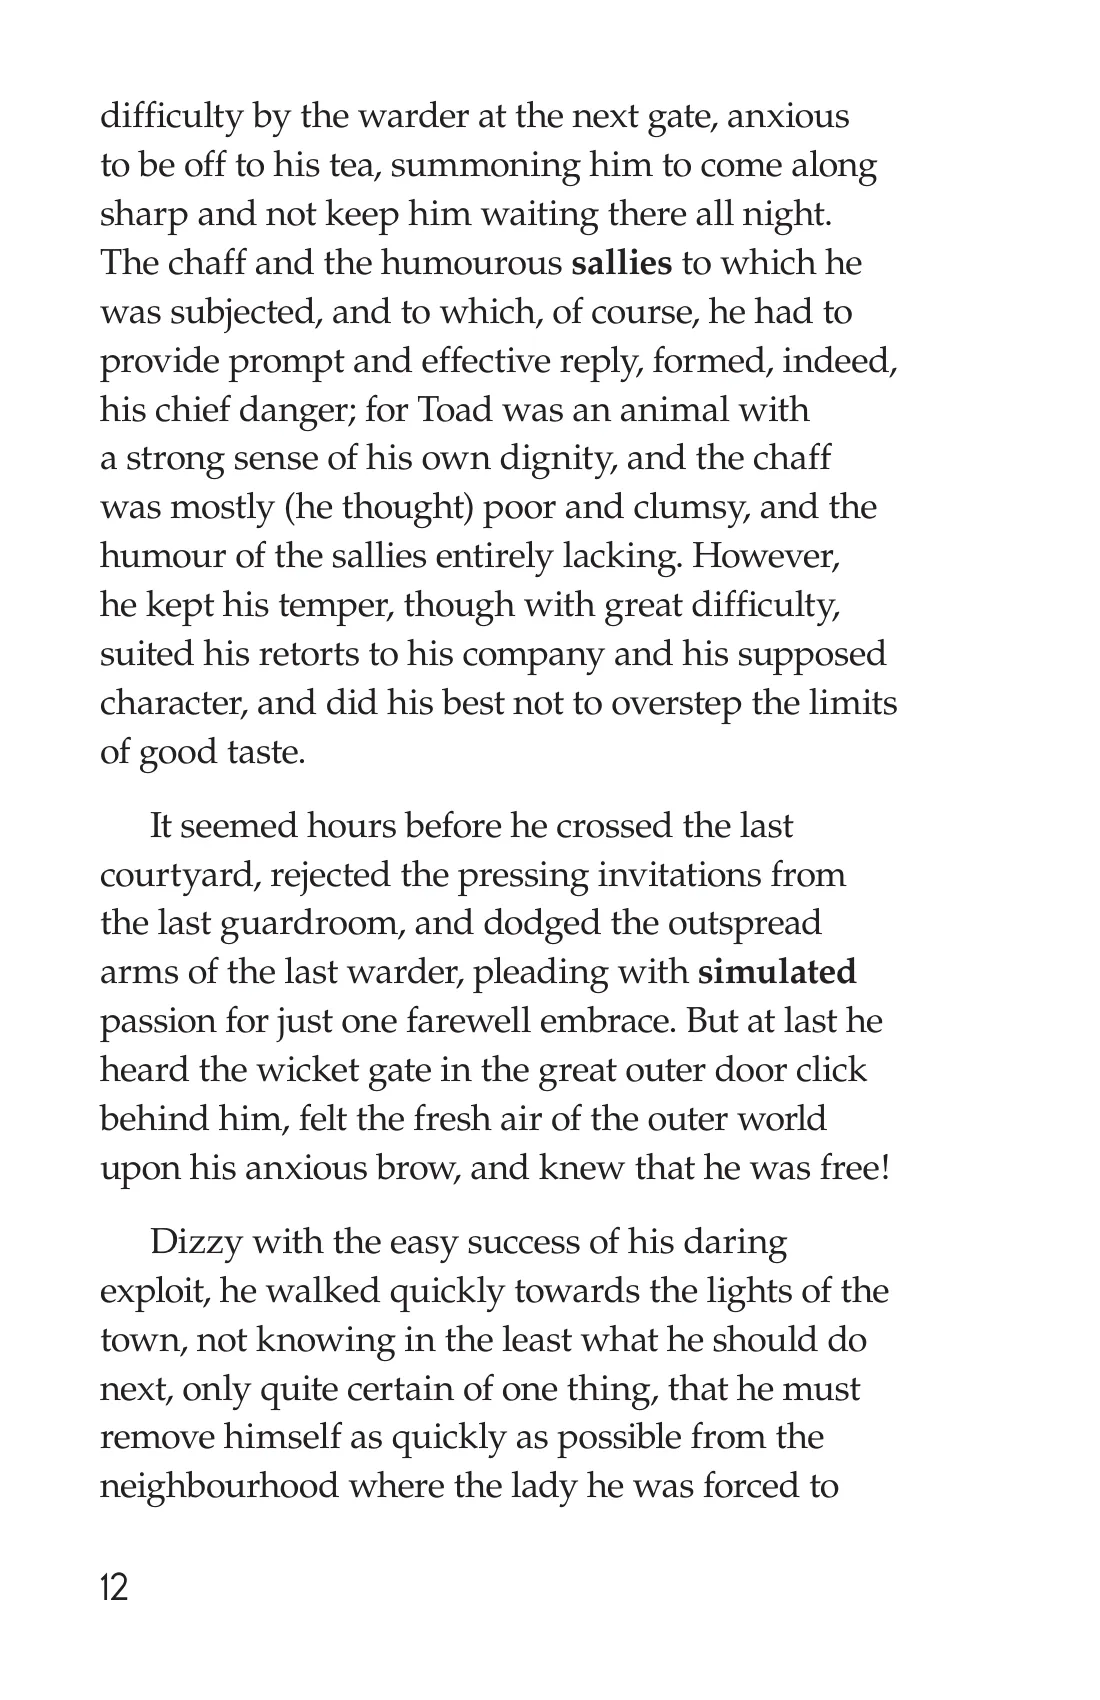 difficulty by the warder at the next gate, anxious
to be off to his tea, summoning him to come along
sharp and not keep him waiting there all night.
The chaff and the humourous sallies to which he
was subjected, and to which, of course, he had to
provide prompt and effective reply, formed, indeed,
his chief danger; for Toad was an animal with
a strong sense of his own dignity, and the chaff
was mostly (he thought) poor and clumsy, and the
humour of the sallies entirely lacking. However,
he kept his temper, though with great difficulty,
suited his retorts to his company and his supposed
character, and did his best not to overstep the limits
of good taste.
It seemed hours before he crossed the last
courtyard, rejected the pressing invitations from
the last guardroom, and dodged the outspread
arms of the last warder, pleading with simulated
passion for just one farewell embrace. But at last he
heard the wicket gate in the great outer door click
behind him, felt the fresh air of the outer world
upon his anxious brow, and knew that he was free!
Dizzy with the easy success of his daring
exploit, he walked quickly towards the lights of the
town, not knowing in the least what he should do
next, only quite certain of one thing, that he must
remove himself as quickly as possible from the
neighbourhood where the lady he was forced to
12